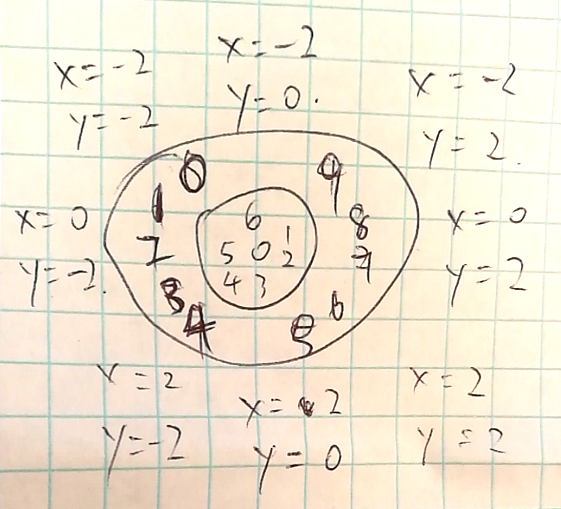 x=-2
y=-2
x=-2
y=0.
x=-2
y=2.
0
9
1
8
7
3
4
5
6
6
1
5 0 2
4 3
x=0
y=-2.
x=0
y=2
x=2
y=-2
x=2
y=0
x=2
y=2